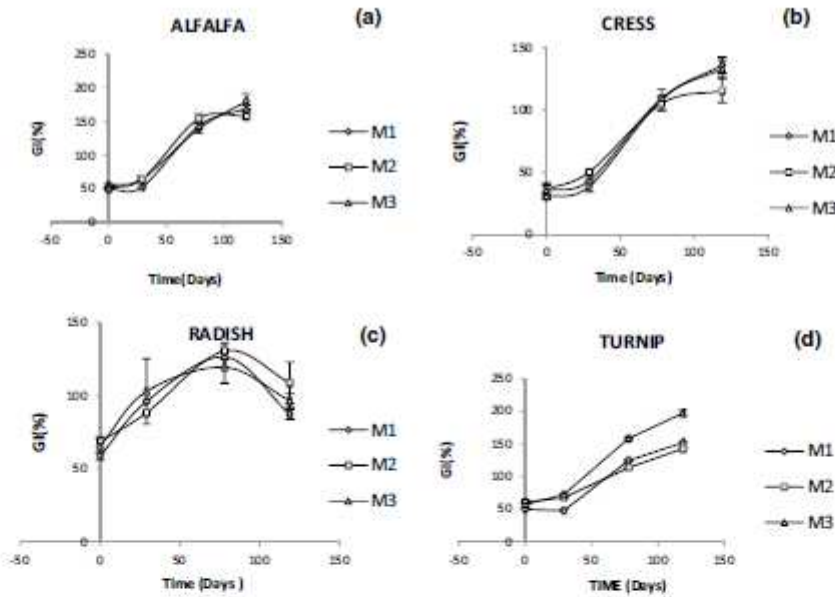 ALFALFA
(a)
250
200
150
100
50
0
-50
0
50
100
150
GI(%)
Time(Days)
M1
M2
M3
CRESS
(b)
150
100
50
0
-50
0
50
100
150
GI(%)
Time (Days)
M1
M2
M3
RADISH
(c)
150
100
50
0
0
50
100
150
GI(%)
Time (Days )
M1
M2
M3
TURNIP
(d)
250
200
150
100
50
0
-50
0
50
100
150
GI(%)
TIME (Days)
M1
M2
M3